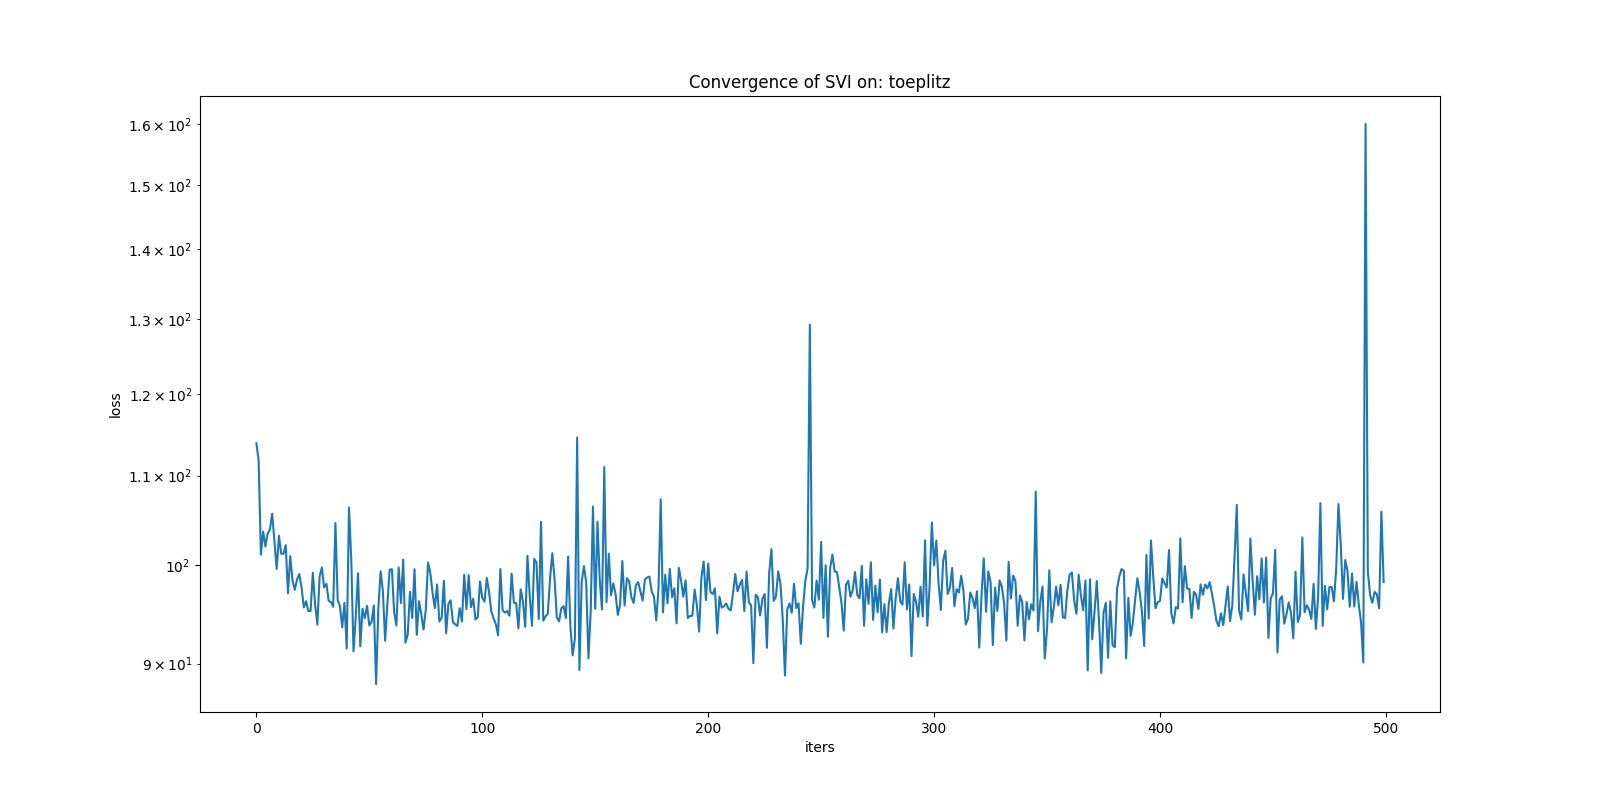 Convergence of SVI on: toeplitz
1.6 × 10²
1.5 × 10²
1.4 × 10²
1.3 × 10²
1.2 × 10²
1.1 × 10²
10²
9 × 10¹
loss
0 100 200 300 400 500
iters